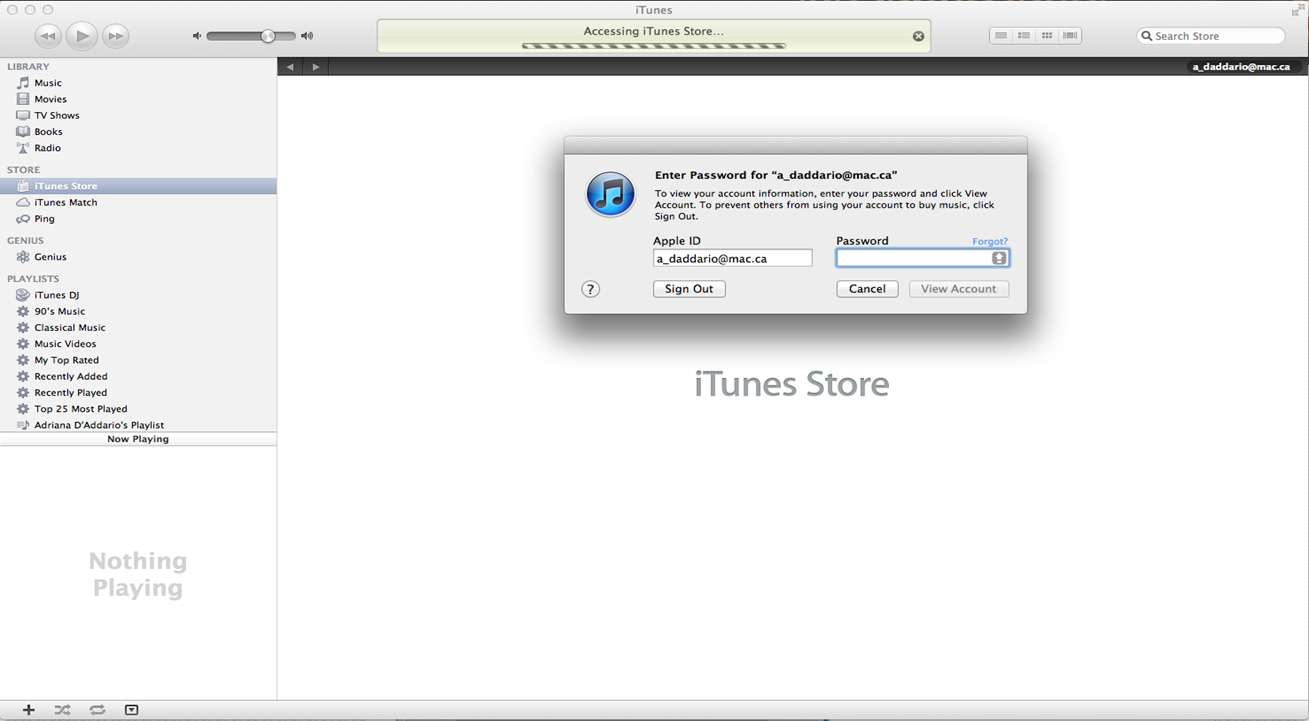 iTunes
Accessing iTunes Store...
Search Store
LIBRARY
a_daddario@mac.ca
Music
Movies
TV Shows
Books
Radio
STORE
iTunes Store
iTunes Match
Ping
GENIUS
Genius
PLAYLISTS
iTunes DJ
90's Music
Classical Music
Music Videos
My Top Rated
Recently Added
Recently Played
Top 25 Most Played
Adriana D'Addario's Playlist
Now Playing
Nothing
Playing
Enter Password for “a_daddario@mac.ca”
To view your account information, enter your password and click View
Account. To prevent others from using your account to buy music, click
Sign Out.
Apple ID
Password
Forgot?
a_daddario@mac.ca
?
Sign Out
Cancel
View Account
iTunes Store